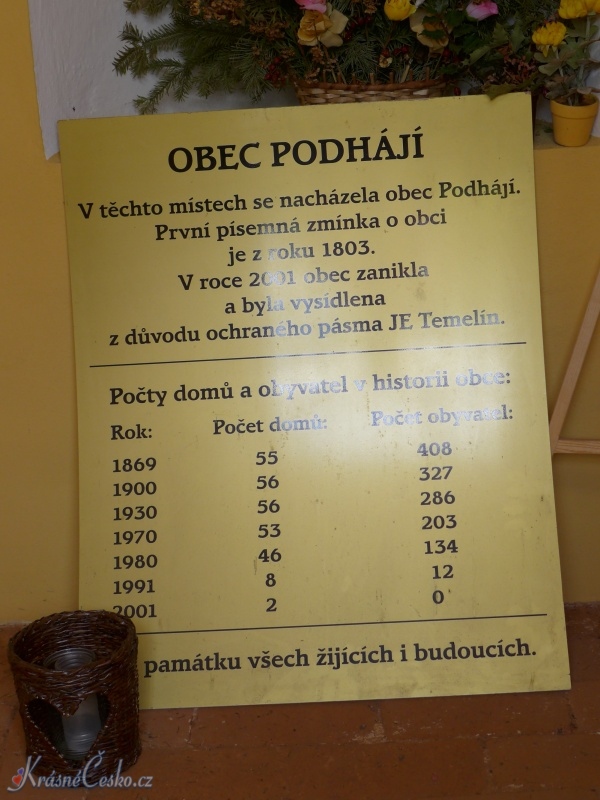 OBEC PODHÁJÍ
V těchto místech se nacházela obec Podhájí.
První písemná zmínka o obci
je z roku 1803.
V roce 2001 obec zanikla
a byla vysídlena
z důvodu ochraného pásma JE Temelín.
Počty domů a obyvatel v historii obce:
Rok: Počet domů: Počet obyvatel:
1869 55 408
1900 56 327
1930 56 286
1970 53 203
1980 46 134
1991 8 12
2001 2 0
památku všech žijících i budoucích.
KrásnéČesko.cz